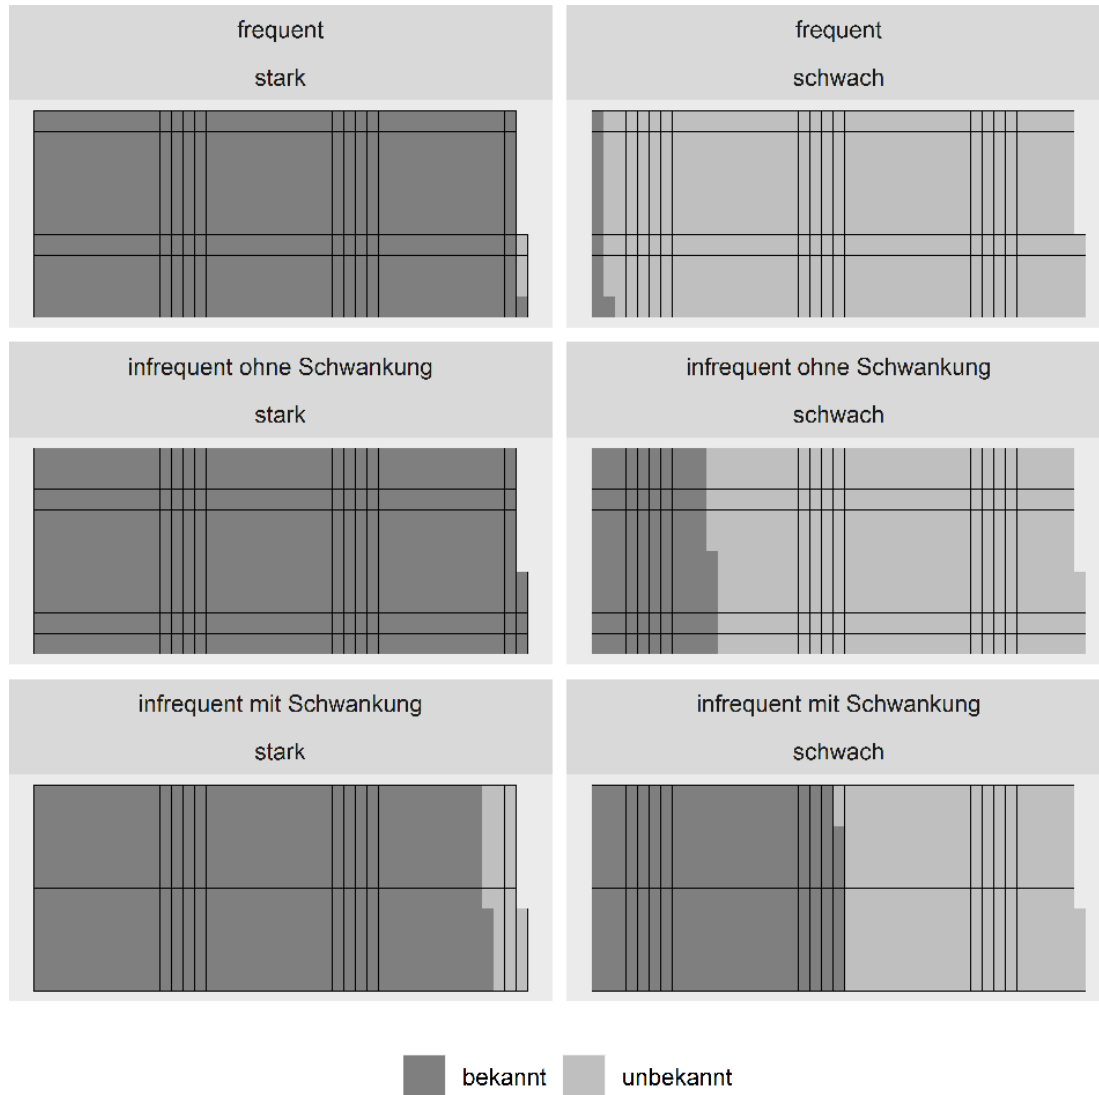 frequent
stark
frequent
schwach
infrequent ohne Schwankung
stark
infrequent ohne Schwankung
schwach
infrequent mit Schwankung
stark
infrequent mit Schwankung
schwach
bekannt
unbekannt